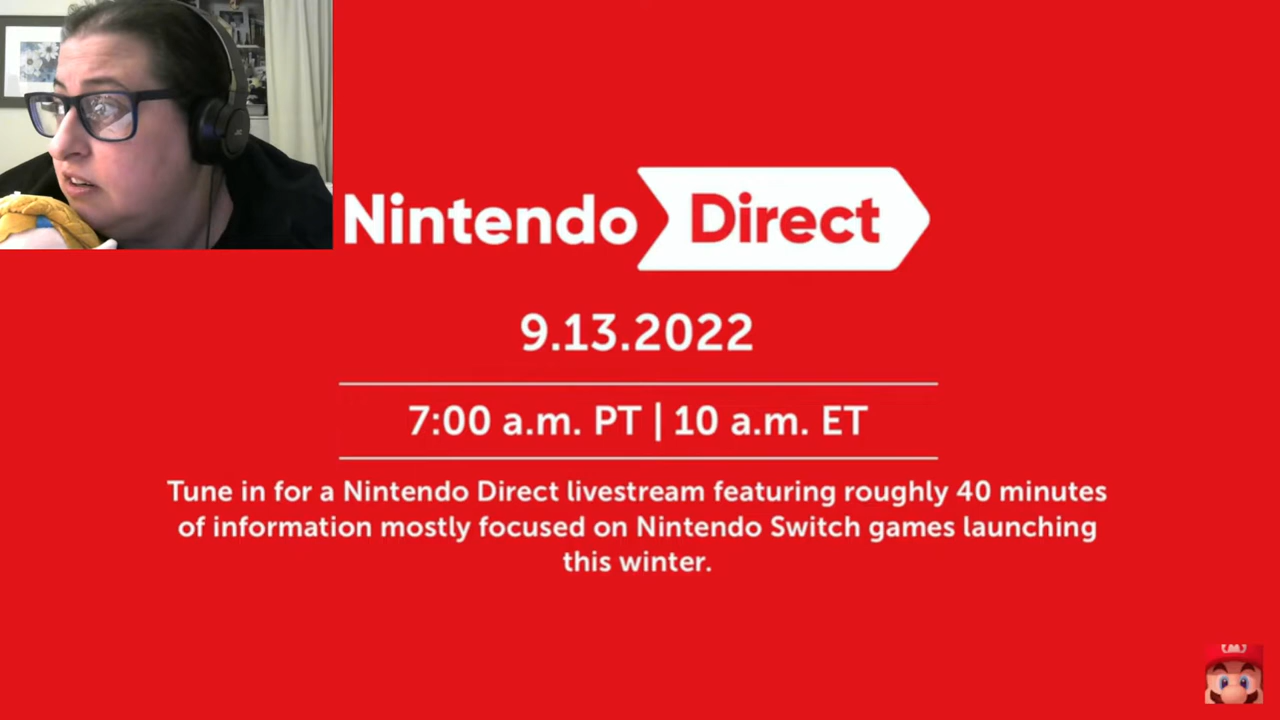 Nintendo Direct
9.13.2022
7:00 a.m. PT | 10 a.m. ET
Tune in for a Nintendo Direct livestream featuring roughly 40 minutes
of information mostly focused on Nintendo Switch games launching
this winter.
M